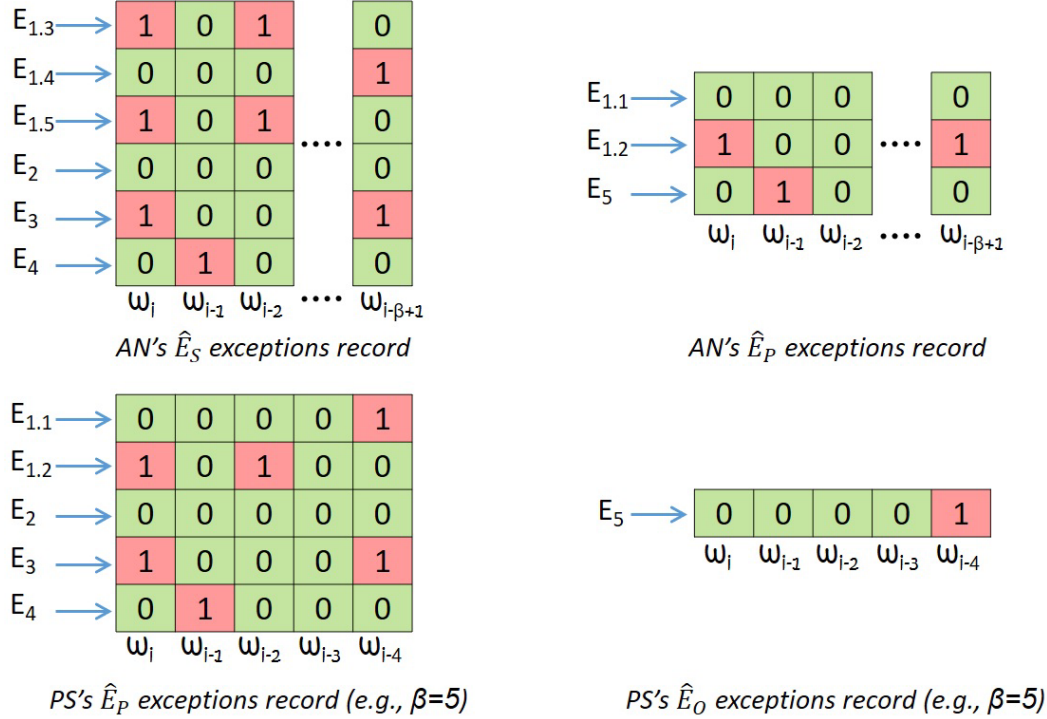 E1.3 1 0 1 0
E1.4 0 0 0 1
E1.5 1 0 1 .... 0
E2 0 0 0 0
E3 1 0 0 1
E4 0 1 0 0
ωi ωi-1 ωi-2 .... ωi-β+1
AN's ÊS exceptions record
E1.1 0 0 0 0
E1.2 1 0 0 .... 1
E5 0 1 0 0
ωi ωi-1 ωi-2 .... ωi-β+1
AN's ÊP exceptions record
E1.1 0 0 0 0 1
E1.2 1 0 1 0 0
E2 0 0 0 0 0
E3 1 0 0 0 1
E4 0 1 0 0 0
ωi ωi-1 ωi-2 ωi-3 ωi-4
PS's ÊP exceptions record (e.g., β=5)
E5 0 0 0 0 1
ωi ωi-1 ωi-2 ωi-3 ωi-4
PS's ÊO exceptions record (e.g., β=5)